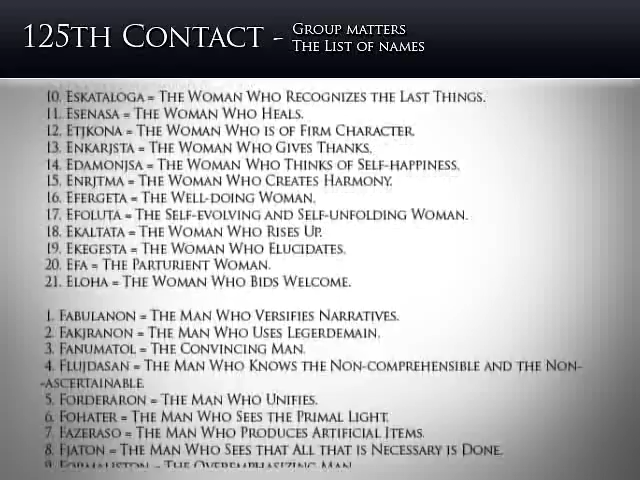 125th Contact - Group matters
The List of names
10. Eskataloga = The Woman Who Recognizes the Last Things.
11. Esenasa = The Woman Who Heals.
12. Etjkona = The Woman Who is of Firm Character.
13. Enkarjsta = The Woman Who Gives Thanks.
14. Edamonjsa = The Woman Who Thinks of Self-happiness.
15. Enrjtma = The Woman Who Creates Harmony.
16. Efergeta = The Well-doing Woman.
17. Efoluta = The Self-evolving and Self-unfolding Woman.
18. Ekaltata = The Woman Who Rises Up.
19. Ekegesta = The Woman Who Elucidates.
20. Efa = The Parturient Woman.
21. Eloha = The Woman Who Bids Welcome.
1. Fabulanon = The Man Who Versifies Narratives.
2. Fakjranon = The Man Who Uses Legerdemain.
3. Fanumatol = The Convincing Man.
4. Flujdasan = The Man Who Knows the Non-comprehensible and the Non-
-ascertainable.
5. Forderaron = The Man Who Unifies.
6. Fohater = The Man Who Sees the Primal Light.
7. Fazeraso = The Man Who Produces Artificial Items.
8. Fjaton = The Man Who Sees that All that is Necessary is Done.
= The Overemphasizing Man